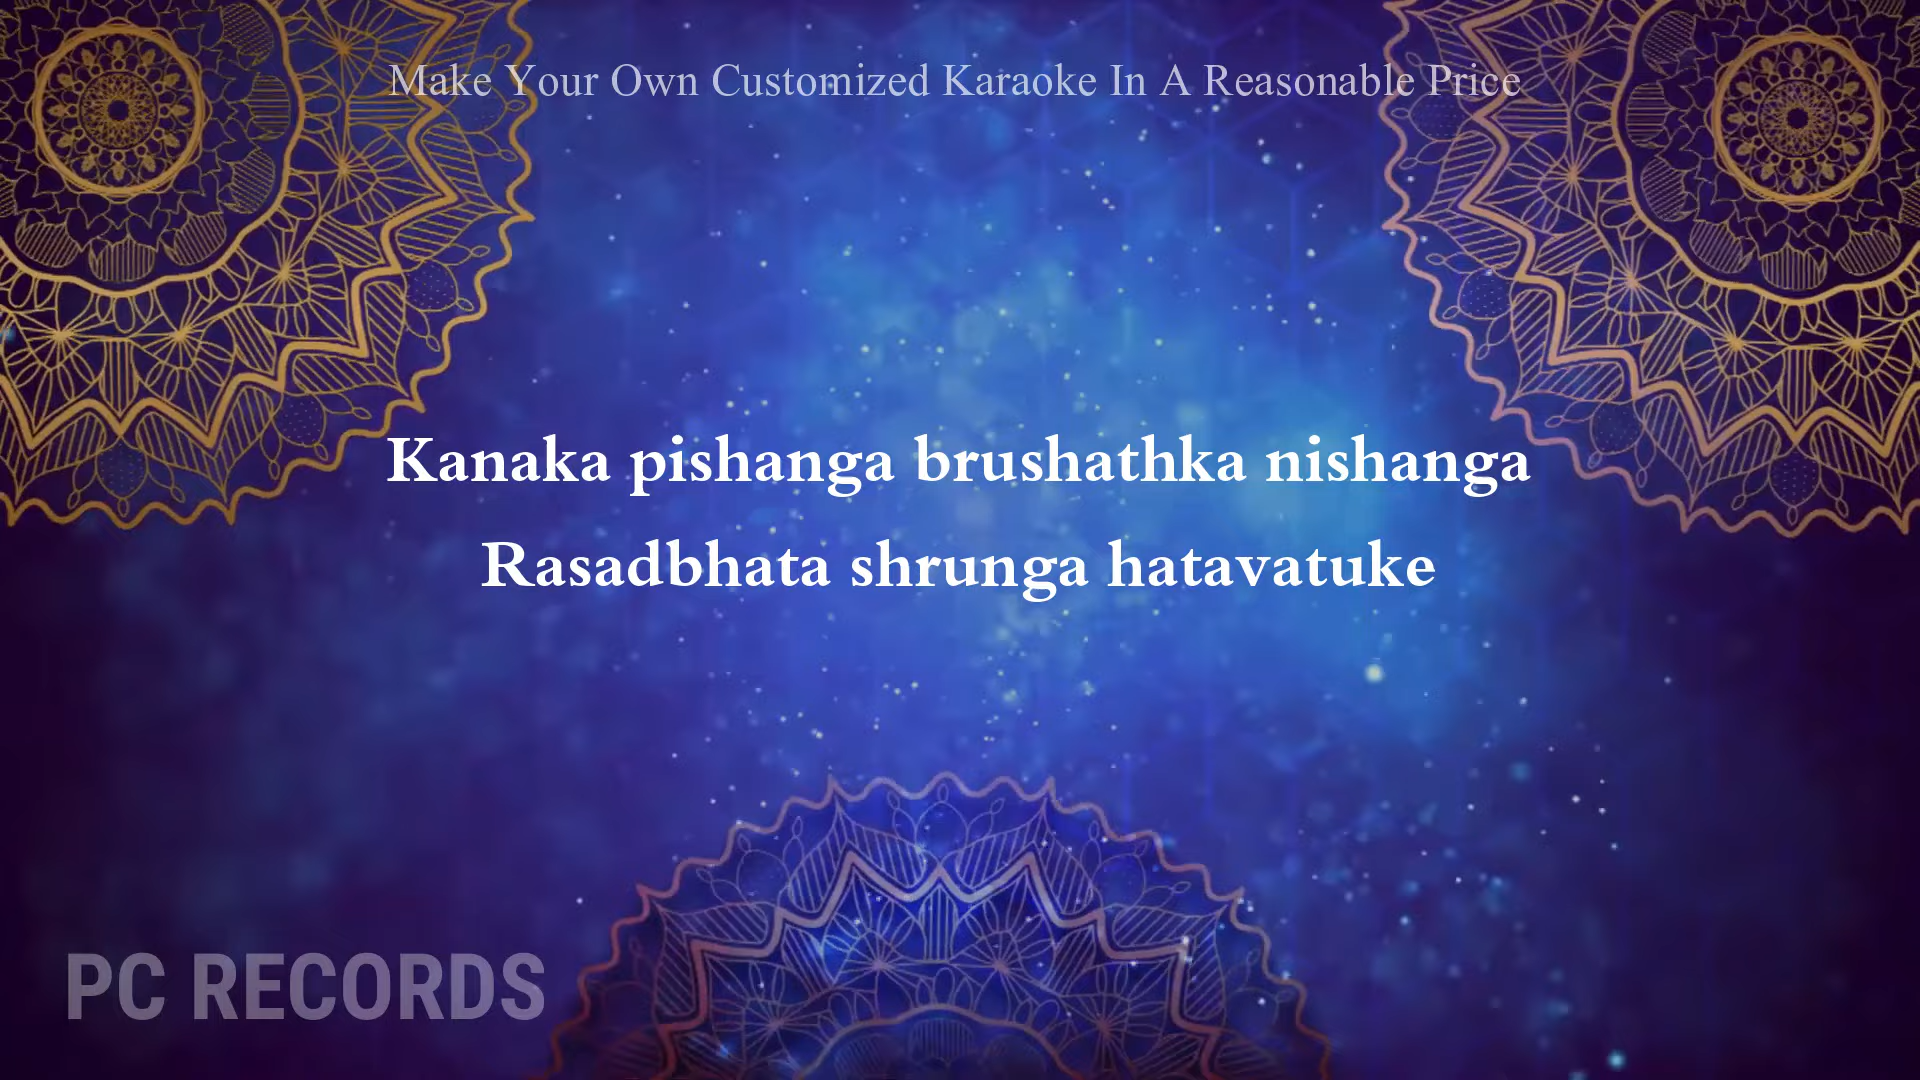 Make Your Own Customized Karaoke In A Reasonable Price
Kanaka pishanga brushathka nishanga
Rasadbhata shrunga hatavatuke
PC RECORDS